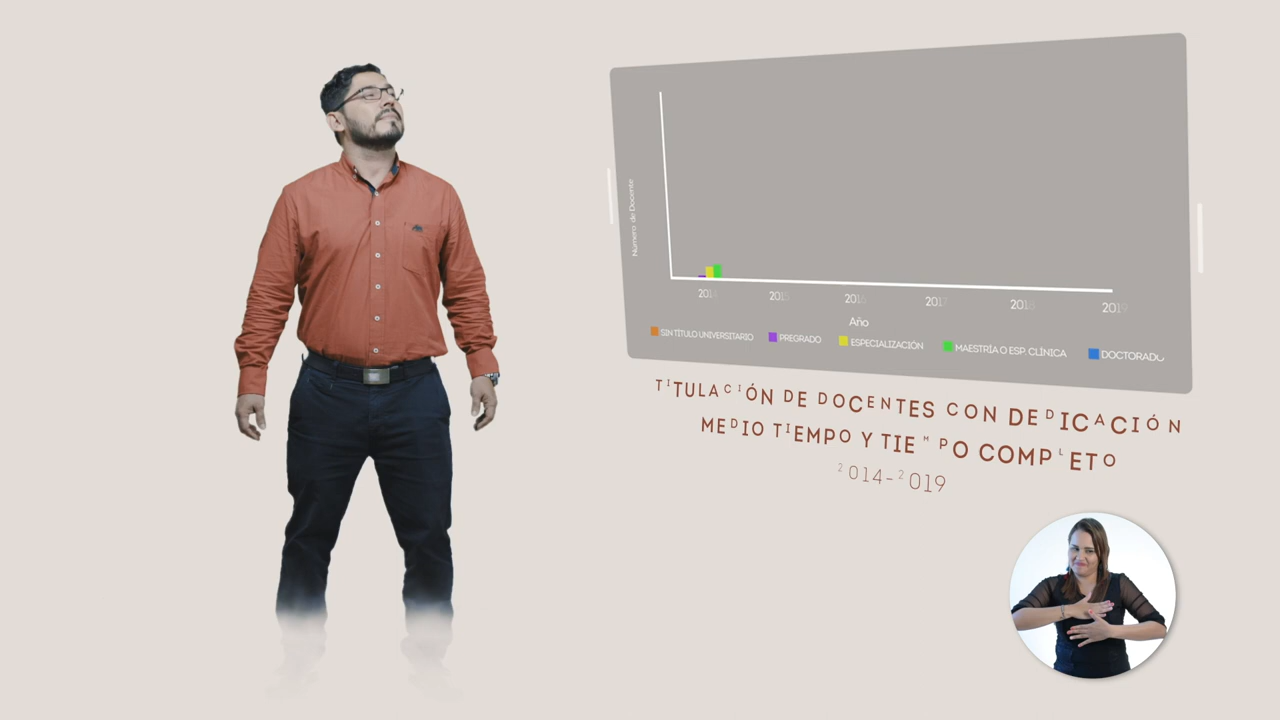 Número de Docente
2014 2015 2016 2017 2018 2019
Año
SIN TÍTULO UNIVERSITARIO PREGRADO ESPECIALIZACIÓN MAESTRÍA O ESP. CLÍNICA DOCTORADO
TITULACIÓN DE DOCENTES CON DEDICACIÓN
MEDIO TIEMPO Y TIEMPO COMPLETO
2014-2019